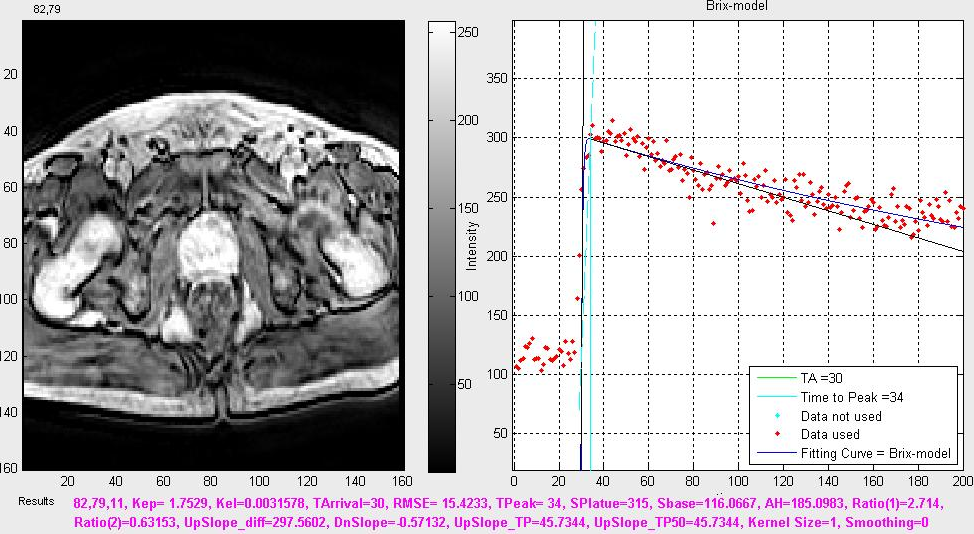 82,79
Brix-model
20
40
60
80
100
120
140
160
20 40 60 80 100 120 140 160
250
200
150
100
50
Intensity
350
300
250
200
150
100
50
0 20 40 60 80 100 120 140 160 180 200
TA =30
Time to Peak =34
Data not used
Data used
Fitting Curve = Brix-model
Results
82,79,11, Kep= 1.7529, Kel=0.0031578, TArrival=30, RMSE= 15.4233, TPeak= 34, SPlatue=315, Sbase=116.0667, AH=185.0983, Ratio(1)=2.714,
Ratio(2)=0.63153, UpSlope_diff=297.5602, DnSlope=-0.57132, UpSlope_TP=45.7344, UpSlope_TP50=45.7344, Kernel Size=1, Smoothing=0